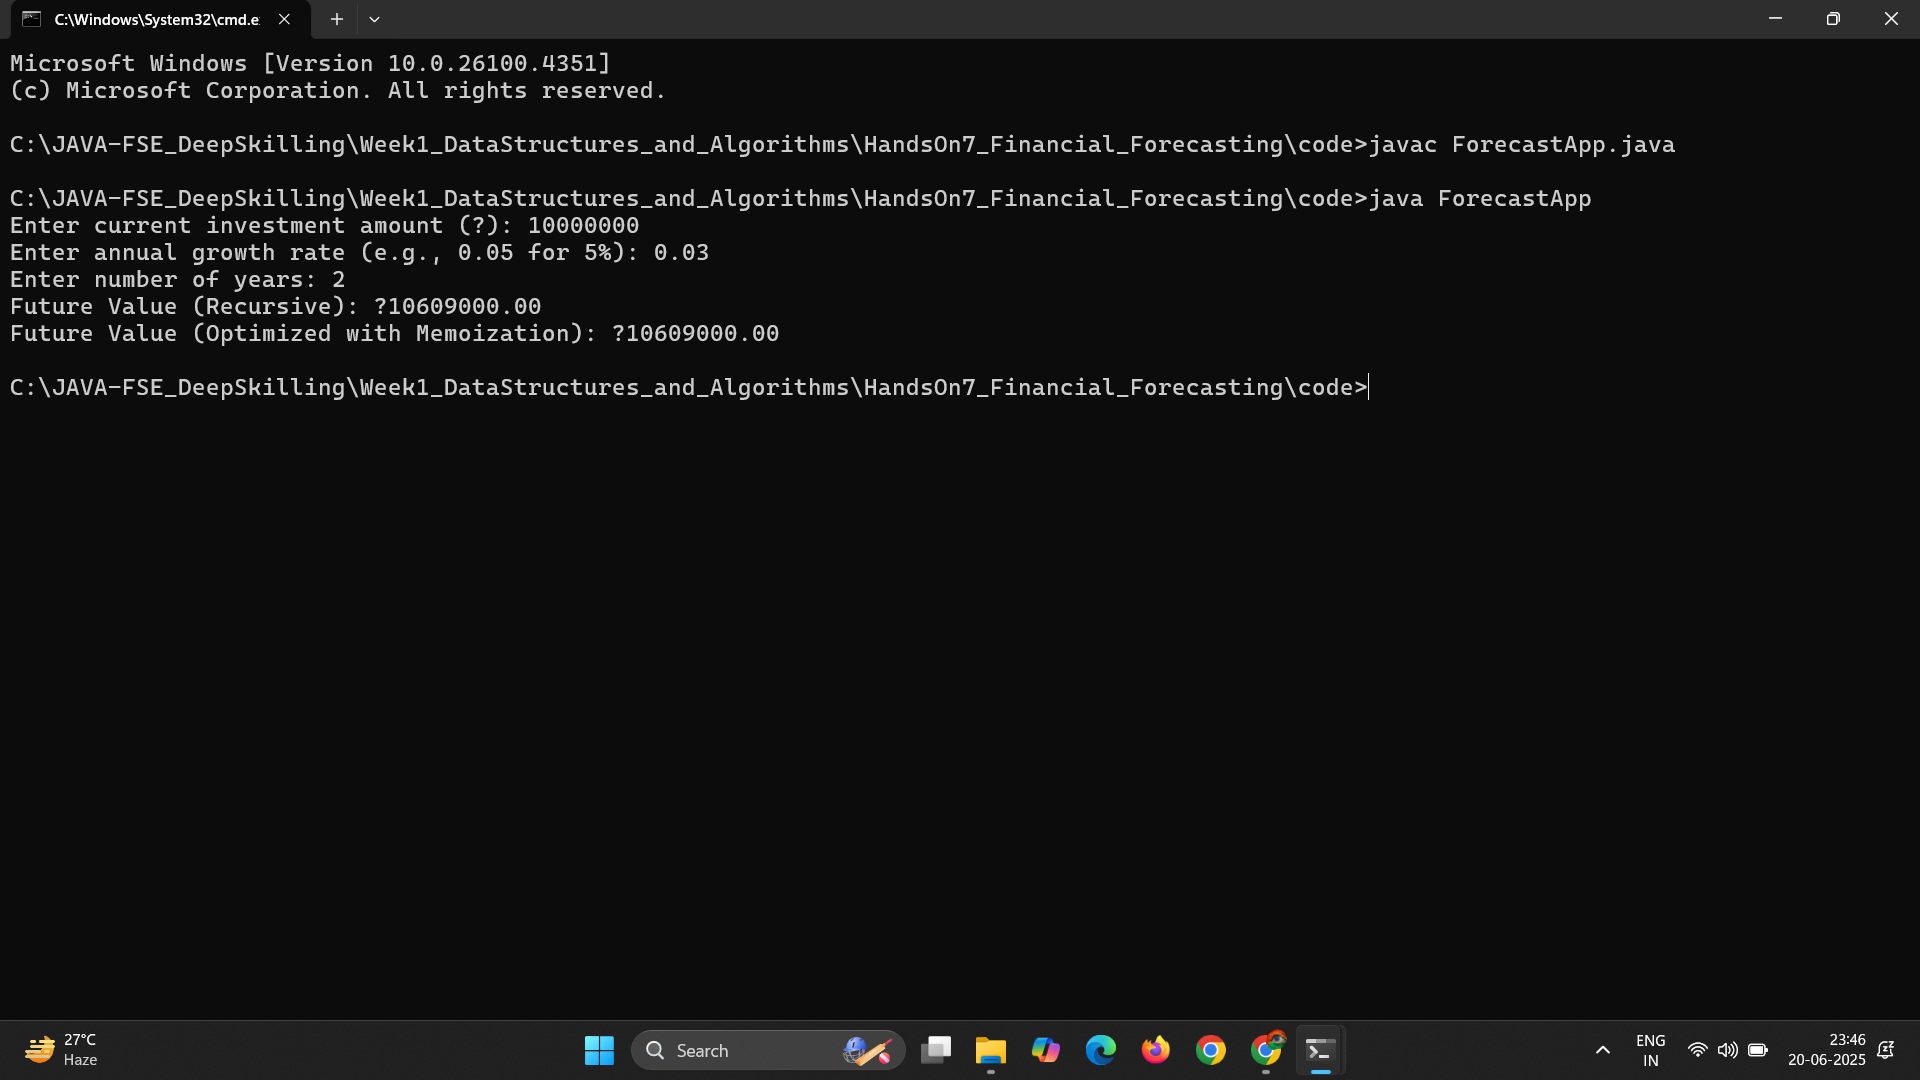 C:\Windows\System32\cmd.e
Microsoft Windows [Version 10.0.26100.4351]
(c) Microsoft Corporation. All rights reserved.
C:\JAVA-FSE_DeepSkilling\Week1_DataStructures_and_Algorithms\HandsOn7_Financial_Forecasting\code>javac ForecastApp.java
C:\JAVA-FSE_DeepSkilling\Week1_DataStructures_and_Algorithms\HandsOn7_Financial_Forecasting\code>java ForecastApp
Enter current investment amount (?): 10000000
Enter annual growth rate (e.g., 0.05 for 5%): 0.03
Enter number of years: 2
Future Value (Recursive): ?10609000.00
Future Value (Optimized with Memoization): ?10609000.00
C:\JAVA-FSE_DeepSkilling\Week1_DataStructures_and_Algorithms\HandsOn7_Financial_Forecasting\code>
27°C
Haze
Search
ENG
IN
23:46
20-06-2025